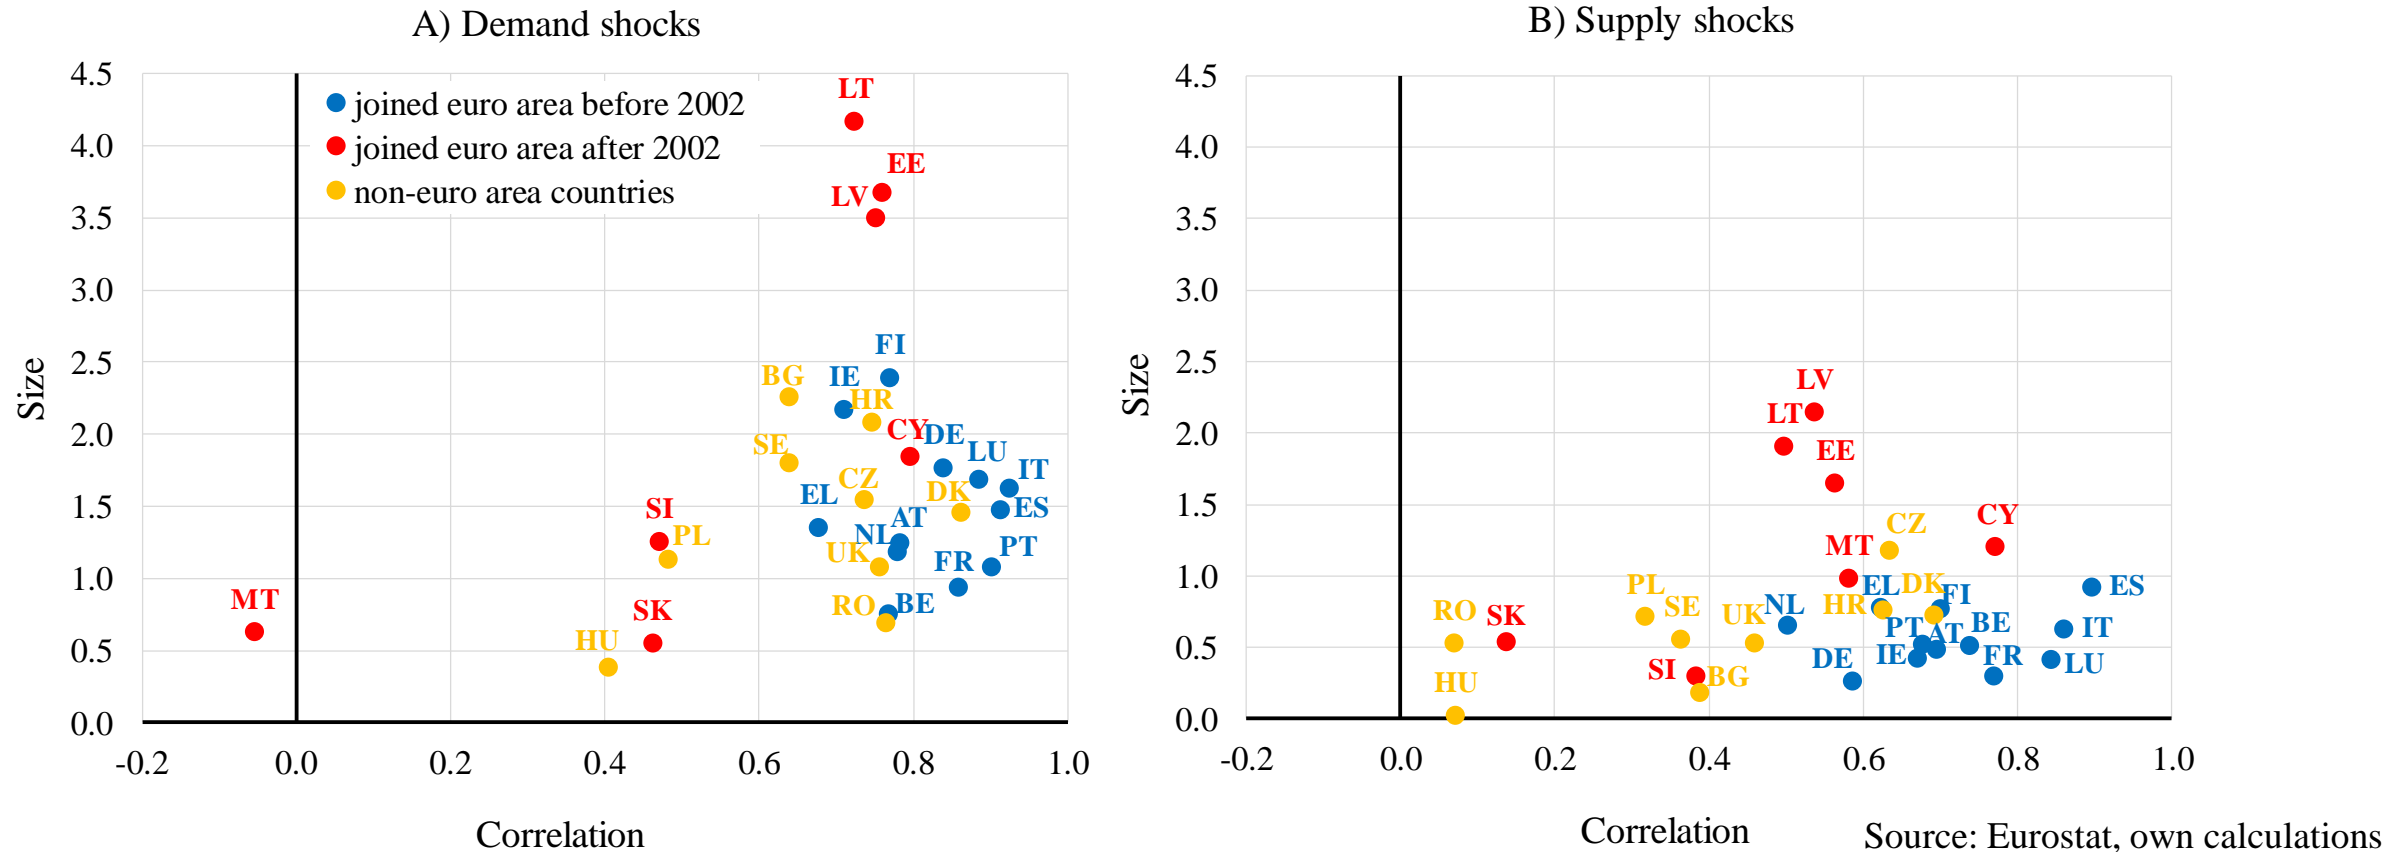 A) Demand shocks
4.5
4.0
3.5
3.0
2.5
2.0
1.5
1.0
0.5
0.0
Size
joined euro area before 2002
joined euro area after 2002
non-euro area countries
LT
EE
LV
FI
BG
IE
HR
CY
DE
SE
LU
IT
CZ
DK
EL
ES
SI
AT
PL
NL
PT
UK
FR
MT
SK
RO
BE
HU
-0.2 0.0 0.2 0.4 0.6 0.8 1.0
Correlation
B) Supply shocks
4.5
4.0
3.5
3.0
2.5
2.0
1.5
1.0
0.5
0.0
Size
LV
LT
EE
CY
CZ
MT
PL
EL
DK
ES
FI
RO
SK
SE
UK
NL
HR
PT
AT
BE
IT
SI
BG
DE
IE
FR
LU
HU
-0.2 0.0 0.2 0.4 0.6 0.8 1.0
Correlation
Source: Eurostat, own calculations